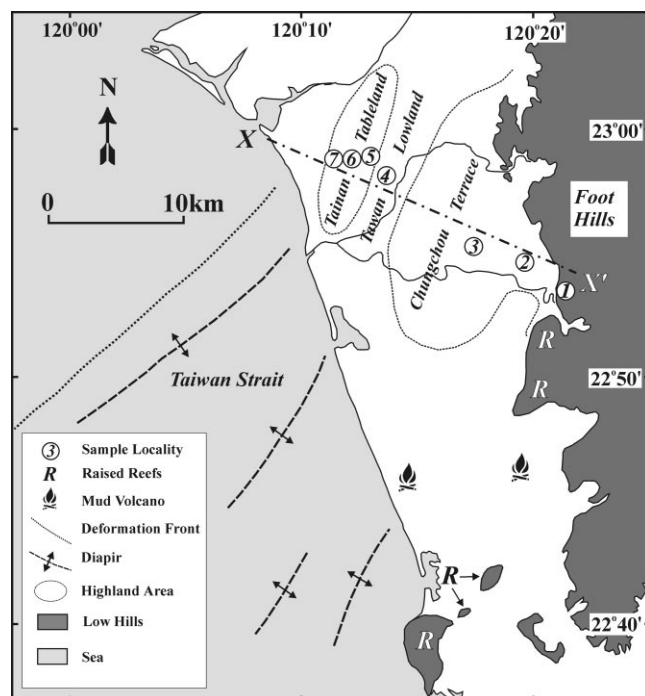 120°00'
120°10'
120°20'
N
0
10km
X
23°00'
Tainan Tableland
Tawan Lowland
Chungchou Terrace
7
6
5
4
3
2
1
Foot
Hills
X'
R
R
22°50'
Taiwan Strait
3 Sample Locality
R Raised Reefs
Mud Volcano
Deformation Front
Diapir
Highland Area
Low Hills
Sea
R
R
22°40'